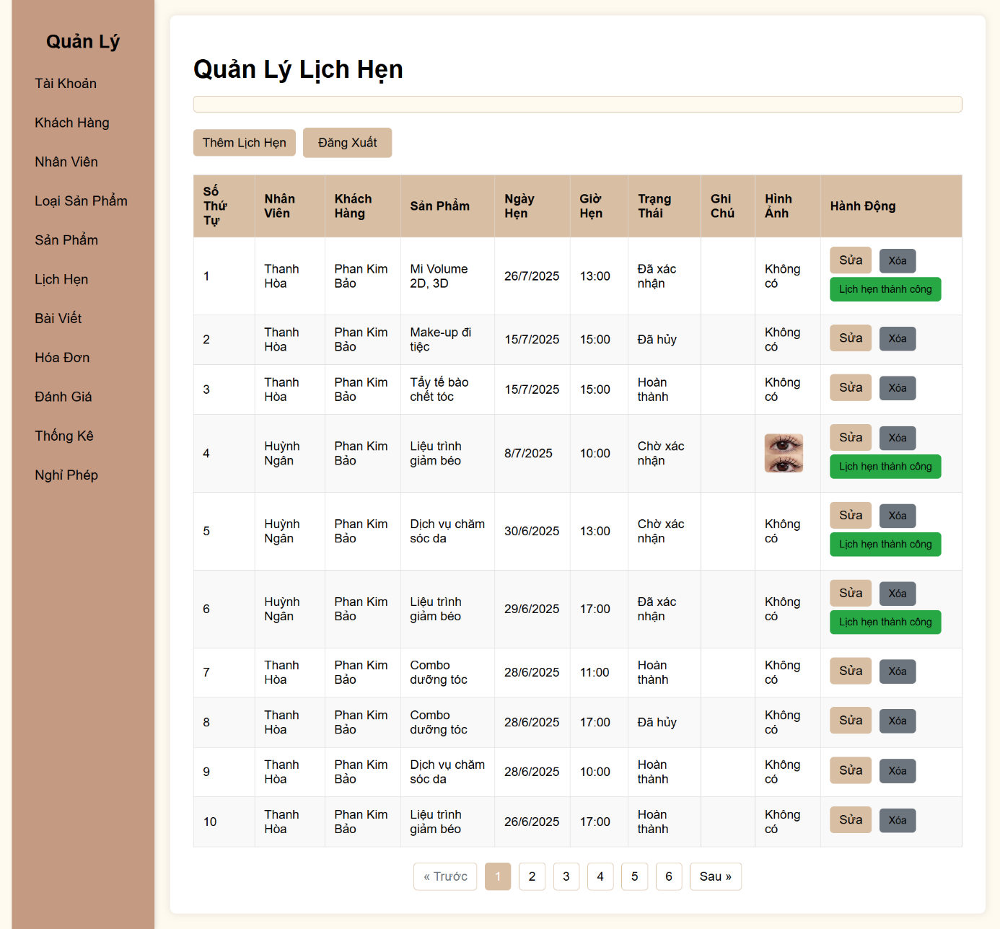 Quản Lý
Tài Khoản
Khách Hàng
Nhân Viên
Loại Sản Phẩm
Sản Phẩm
Lịch Hẹn
Bài Viết
Hóa Đơn
Đánh Giá
Thống Kê
Nghỉ Phép
Quản Lý Lịch Hẹn
Thêm Lịch Hẹn Đăng Xuất
Số Thứ Tự Nhân Viên Khách Hàng Sản Phẩm Ngày Hẹn Giờ Hẹn Trạng Thái Ghi Chú Hình Ảnh Hành Động
1 Thanh Hòa Phan Kim Bảo Mi Volume 2D, 3D 26/7/2025 13:00 Đã xác nhận Không có Sửa Xóa Lịch hẹn thành công
2 Thanh Hòa Phan Kim Bảo Make-up đi tiệc 15/7/2025 15:00 Đã hủy Không có Sửa Xóa
3 Thanh Hòa Phan Kim Bảo Tẩy tế bào chết tóc 15/7/2025 15:00 Hoàn thành Không có Sửa Xóa
4 Huỳnh Ngân Phan Kim Bảo Liệu trình giảm béo 8/7/2025 10:00 Chờ xác nhận Sửa Xóa Lịch hẹn thành công
5 Huỳnh Ngân Phan Kim Bảo Dịch vụ chăm sóc da 30/6/2025 13:00 Chờ xác nhận Không có Sửa Xóa Lịch hẹn thành công
6 Huỳnh Ngân Phan Kim Bảo Liệu trình giảm béo 29/6/2025 17:00 Đã xác nhận Không có Sửa Xóa Lịch hẹn thành công
7 Thanh Hòa Phan Kim Bảo Combo dưỡng tóc 28/6/2025 11:00 Hoàn thành Không có Sửa Xóa
8 Thanh Hòa Phan Kim Bảo Combo dưỡng tóc 28/6/2025 17:00 Đã hủy Không có Sửa Xóa
9 Thanh Hòa Phan Kim Bảo Dịch vụ chăm sóc da 28/6/2025 10:00 Hoàn thành Không có Sửa Xóa
10 Thanh Hòa Phan Kim Bảo Liệu trình giảm béo 26/6/2025 17:00 Hoàn thành Không có Sửa Xóa
« Trước 1 2 3 4 5 6 Sau »